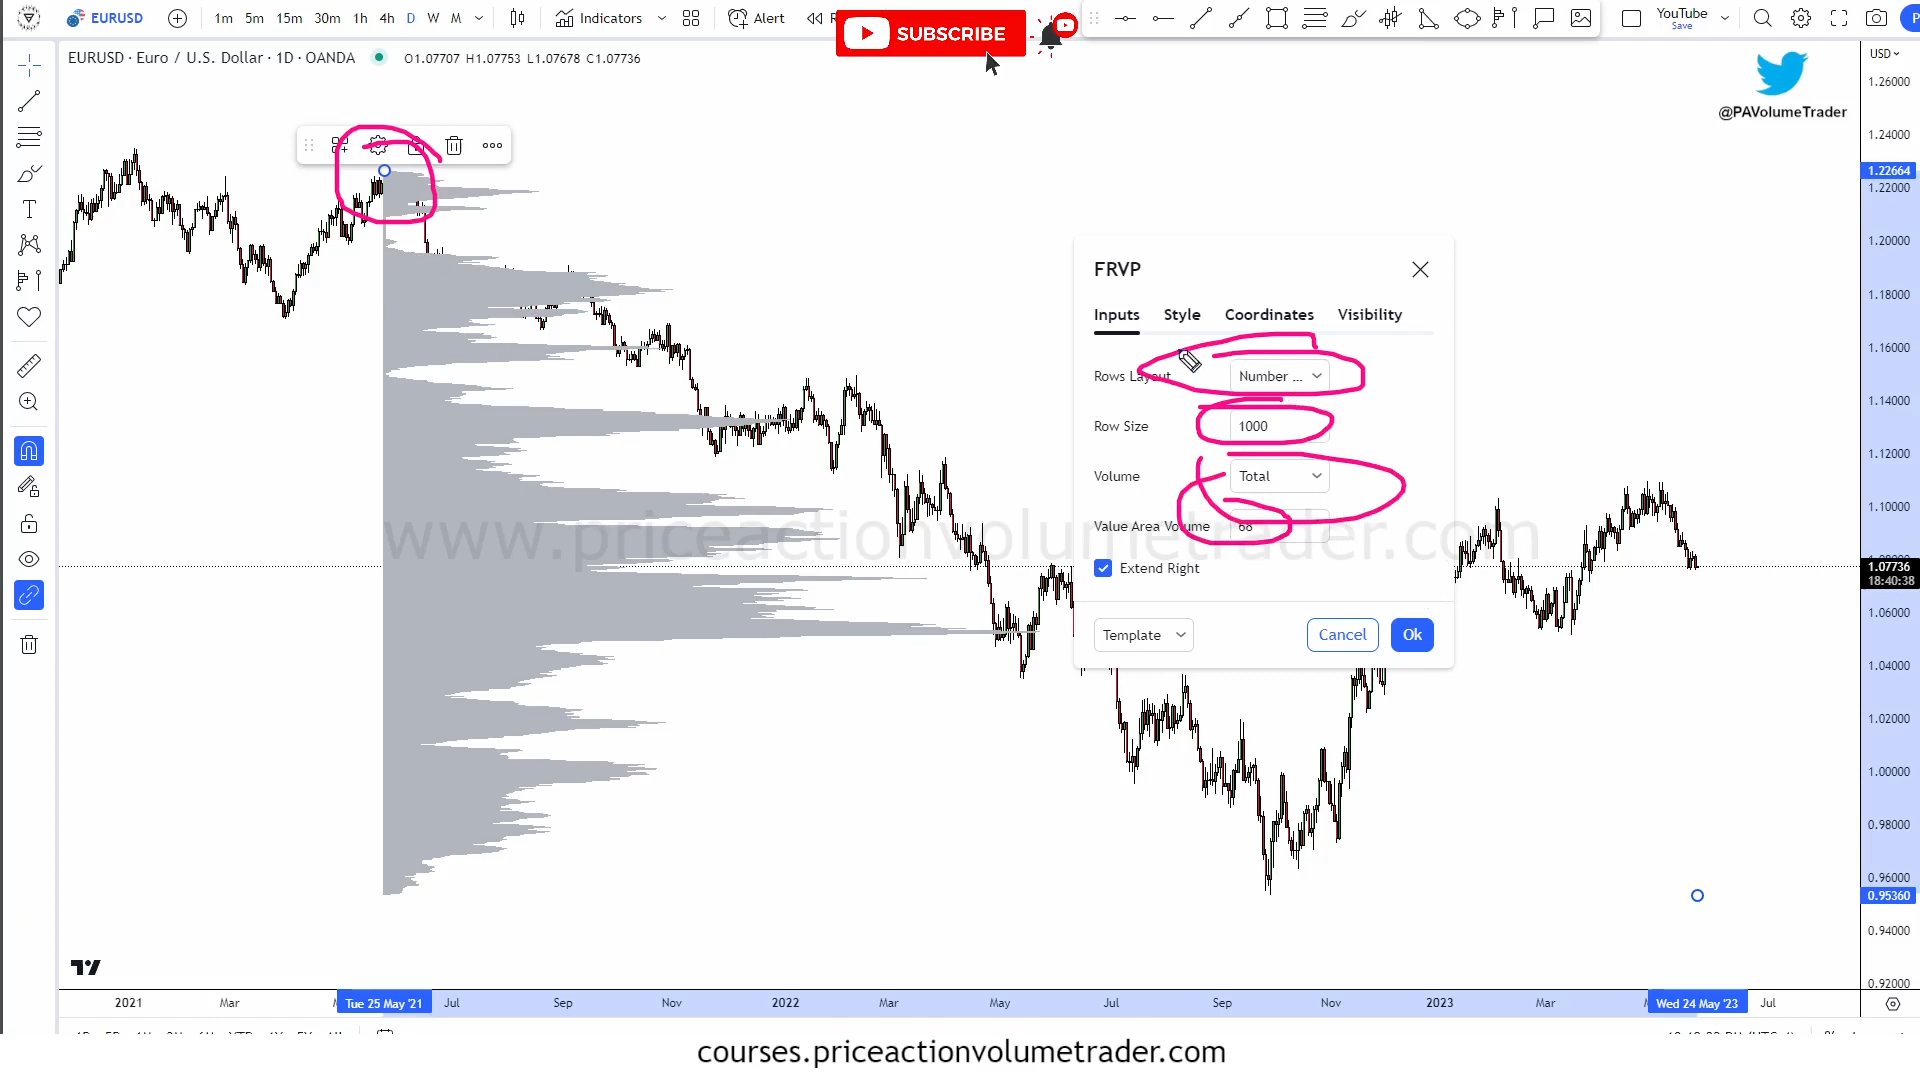 EURUSD 1m 5m 15m 30m 1h 4h D W M Indicators Alert SUBSCRIBE YouTube
Save
EURUSD · Euro / U.S. Dollar · 1D · OANDA O1.07707 H1.07753 L1.07678 C1.07736
USD
@PAVolumeTrader
1.26000
1.24000
1.22664
1.22000
1.20000
1.18000
1.16000
1.14000
1.12000
1.10000
1.07736
18:40:38
1.06000
1.04000
1.02000
1.00000
0.98000
0.96000
0.95360
0.94000
0.92000
FRVP
Inputs Style Coordinates Visibility
Rows Layout Number ...
Row Size 1000
Volume Total
Value Area Volume 68
Extend Right
Template Cancel Ok
www.priceactionvolumetrader.com
2021 Mar Tue 25 May '21 Jul Sep Nov 2022 Mar May Jul Sep Nov 2023 Mar Wed 24 May '23 Jul
courses.priceactionvolumetrader.com